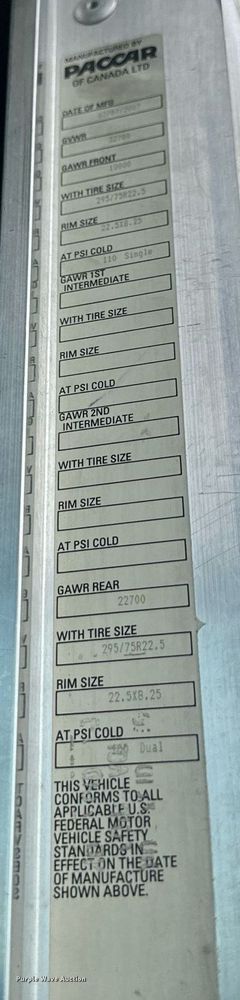 MANUFACTURED BY
PACCAR
OF CANADA LTD
DATE OF MFG
GVWR
32700
GAWR FRONT
10000
WITH TIRE SIZE
295/75R22.5
RIM SIZE
22.5X8.25
AT PSI COLD
110 Single
GAWR 1ST
INTERMEDIATE
WITH TIRE SIZE
RIM SIZE
AT PSI COLD
GAWR 2ND
INTERMEDIATE
WITH TIRE SIZE
RIM SIZE
AT PSI COLD
GAWR REAR
22700
WITH TIRE SIZE
295/75R22.5
RIM SIZE
22.5X8.25
AT PSI COLD
Dual
THIS VEHICLE
CONFORMS TO ALL
APPLICABLE U.S.
FEDERAL MOTOR
VEHICLE SAFETY
STANDARDS IN
EFFECT ON THE DATE
OF MANUFACTURE
SHOWN ABOVE.
Purple Wave Auction